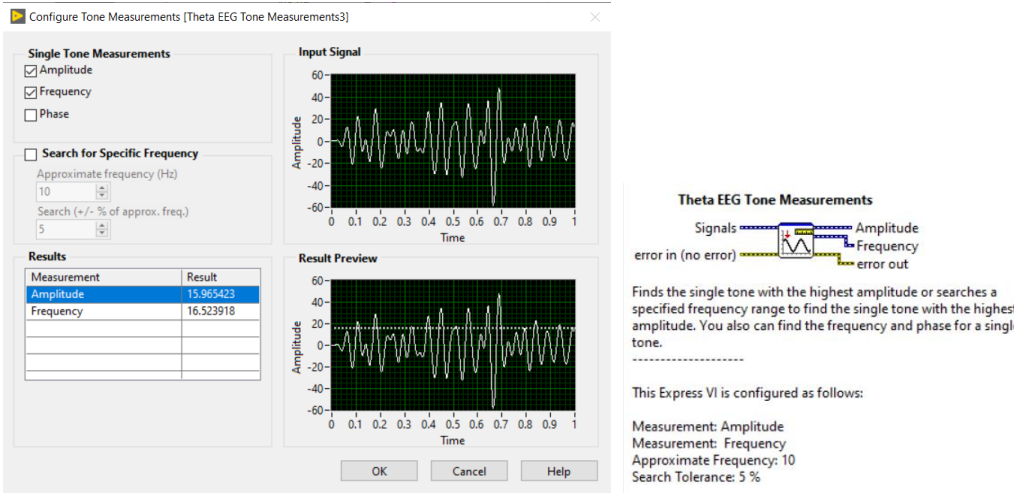 Configure Tone Measurements [Theta EEG Tone Measurements3]
Single Tone Measurements
Amplitude
Frequency
Phase
Search for Specific Frequency
Approximate frequency (Hz)
10
Search (+/- % of approx. freq.)
5
Results
Measurement Result
Amplitude 15.965423
Frequency 16.523918
Input Signal
Amplitude
60
40
20
0
-20
-40
-60
0 0.1 0.2 0.3 0.4 0.5 0.6 0.7 0.8 0.9 1
Time
Result Preview
Amplitude
60
40
20
0
-20
-40
-60
0 0.1 0.2 0.3 0.4 0.5 0.6 0.7 0.8 0.9 1
Time
OK Cancel Help
Theta EEG Tone Measurements
Signals Amplitude
Frequency
error in (no error) error out
Finds the single tone with the highest amplitude or searches a
specified frequency range to find the single tone with the highest
amplitude. You also can find the frequency and phase for a single
tone.
--------------------
This Express VI is configured as follows:
Measurement: Amplitude
Measurement: Frequency
Approximate Frequency: 10
Search Tolerance: 5 %